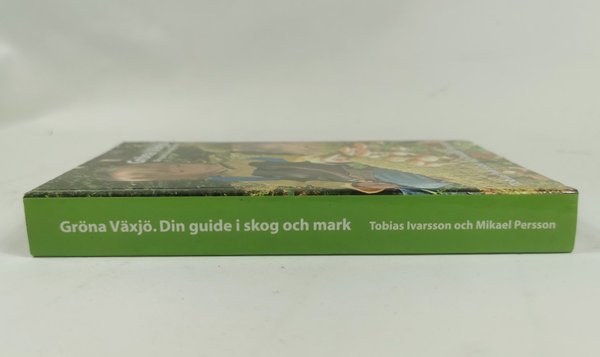 Gröna Växjö. Din guide i skog och mark Tobias Ivarsson och Mikael Persson